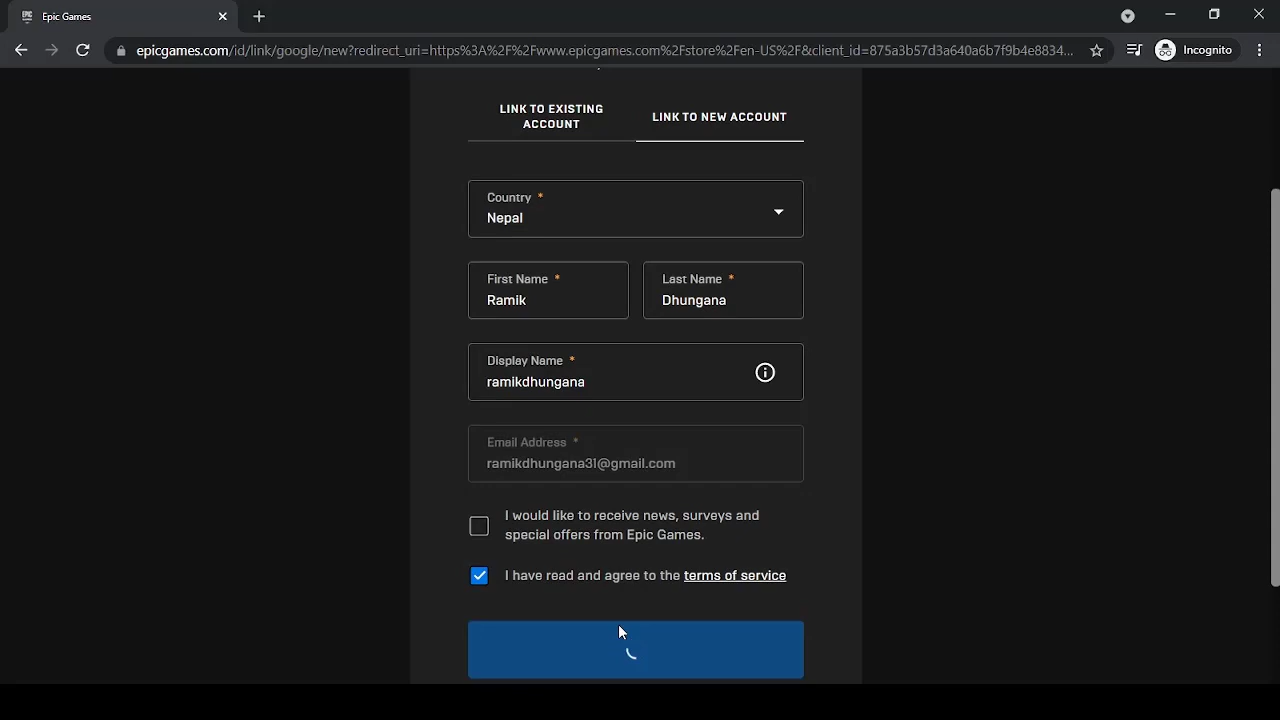 Epic Games
epicgames.com/id/link/google/new?redirect_uri=https%3A%2F%2Fwww.epicgames.com%2Fstore%2Fen-US%2F&client_id=875a3b57d3a640a6b7f9b4e8834...
Incognito
LINK TO EXISTING
ACCOUNT
LINK TO NEW ACCOUNT
Country *
Nepal
First Name *
Ramik
Last Name *
Dhungana
Display Name *
ramikdhungana
Email Address *
ramikdhungana31@gmail.com
I would like to receive news, surveys and
special offers from Epic Games.
I have read and agree to the terms of service